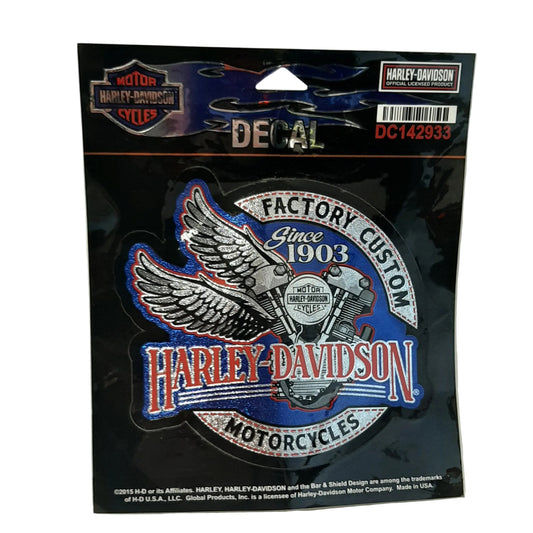 MOTOR
HARLEY-DAVIDSON
CYCLES
HARLEY-DAVIDSON
OFFICIAL LICENSED PRODUCT
DECAL
DC142933
FACTORY CUSTOM
Since
1903
MOTOR
HARLEY-DAVIDSON
CYCLES
HARLEY-DAVIDSON®
MOTORCYCLES
©2015 H-D or its Affiliates. HARLEY, HARLEY-DAVIDSON and the Bar & Shield Design are among the trademarks
of H-D U.S.A., LLC. Global Products, Inc. is a licensee of Harley-Davidson Motor Company. Made in USA.